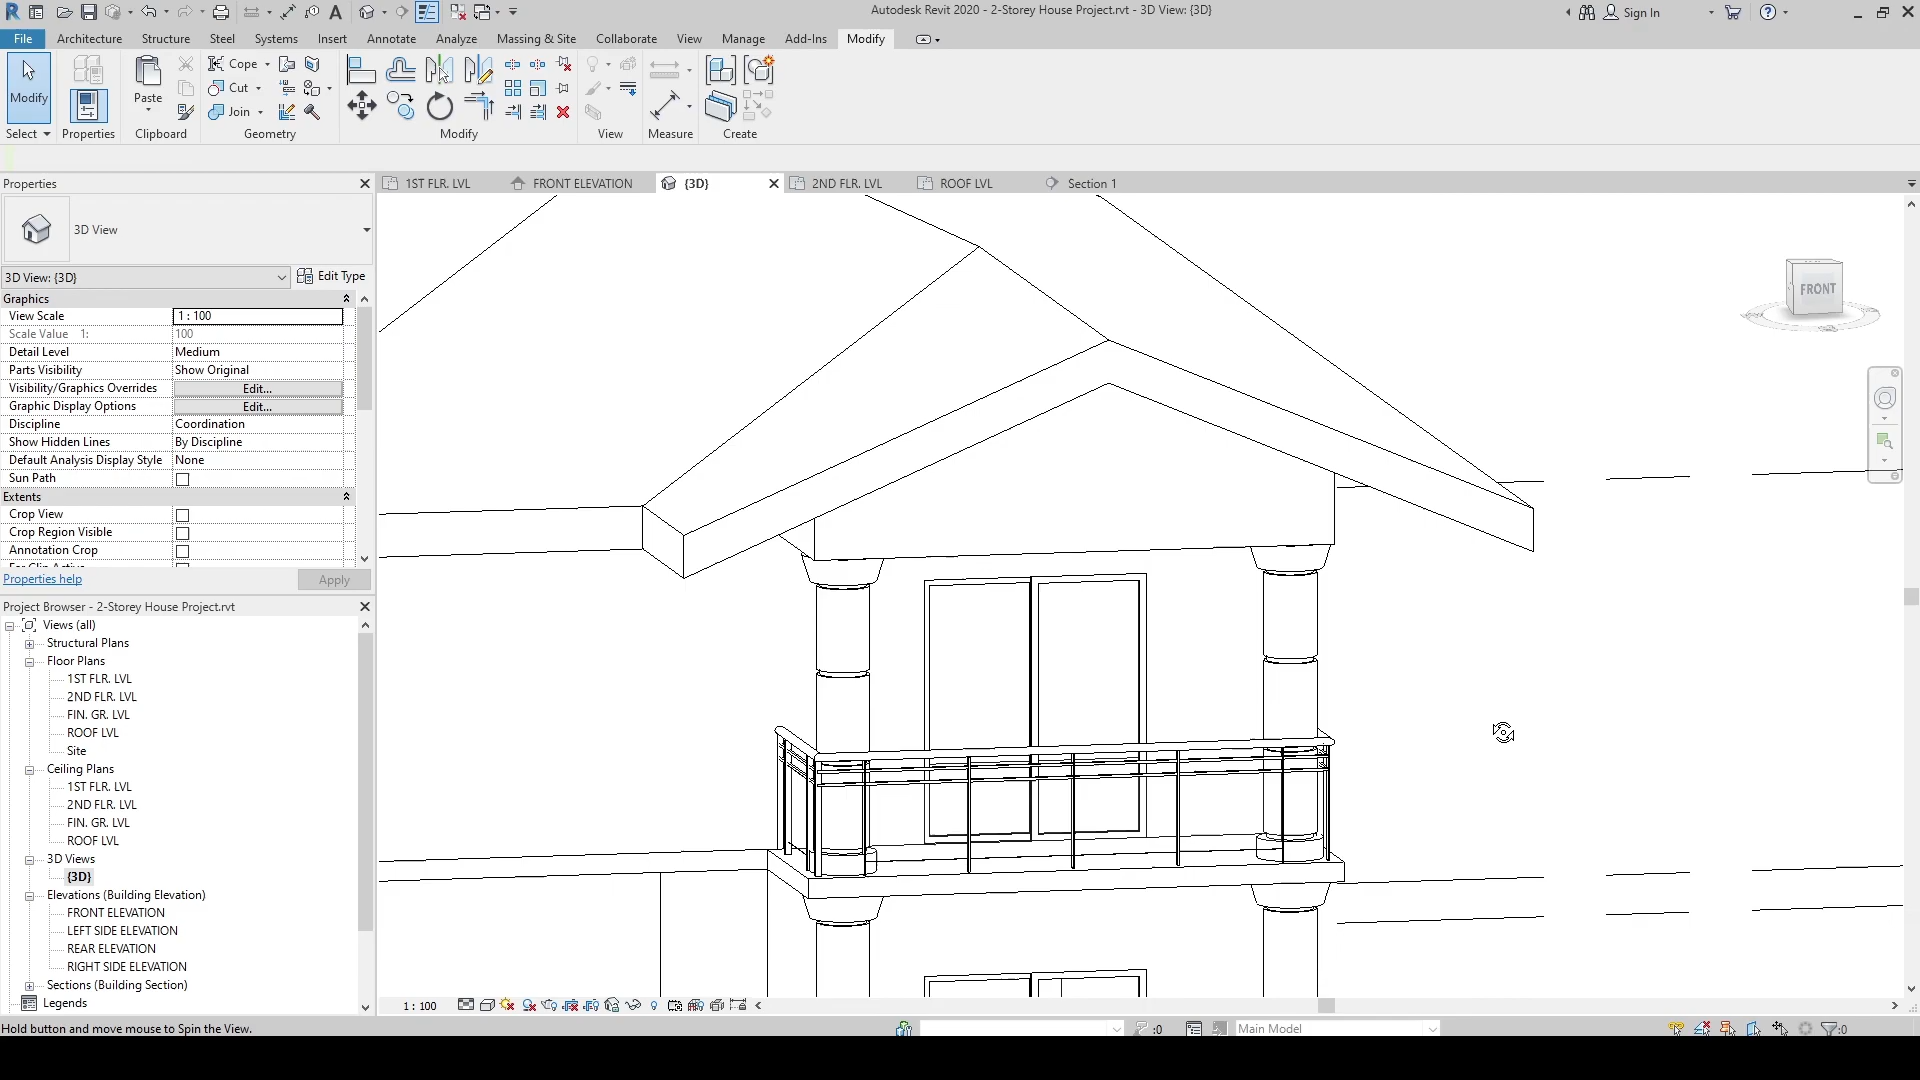 Autodesk Revit 2020 - 2-Storey House Project.rvt - 3D View: {3D}
Sign In
File Architecture Structure Steel Systems Insert Annotate Analyze Massing & Site Collaborate View Manage Add-Ins Modify
Modify
Paste
Cope
Cut
Join
Select Properties Clipboard Geometry Modify View Measure Create
Properties
1ST FLR. LVL FRONT ELEVATION {3D} 2ND FLR. LVL ROOF LVL Section 1
3D View
3D View: {3D} Edit Type
Graphics
View Scale 1 : 100
Scale Value 1: 100
Detail Level Medium
Parts Visibility Show Original
Visibility/Graphics Overrides Edit...
Graphic Display Options Edit...
Discipline Coordination
Show Hidden Lines By Discipline
Default Analysis Display Style None
Sun Path
Extents
Crop View
Crop Region Visible
Annotation Crop
Properties help Apply
FRONT
Project Browser - 2-Storey House Project.rvt
Views (all)
Structural Plans
Floor Plans
1ST FLR. LVL
2ND FLR. LVL
FIN. GR. LVL
ROOF LVL
Site
Ceiling Plans
1ST FLR. LVL
2ND FLR. LVL
FIN. GR. LVL
ROOF LVL
3D Views
{3D}
Elevations (Building Elevation)
FRONT ELEVATION
LEFT SIDE ELEVATION
REAR ELEVATION
RIGHT SIDE ELEVATION
Sections (Building Section)
Legends
1 : 100
Hold button and move mouse to Spin the View.
:0
Main Model
:0